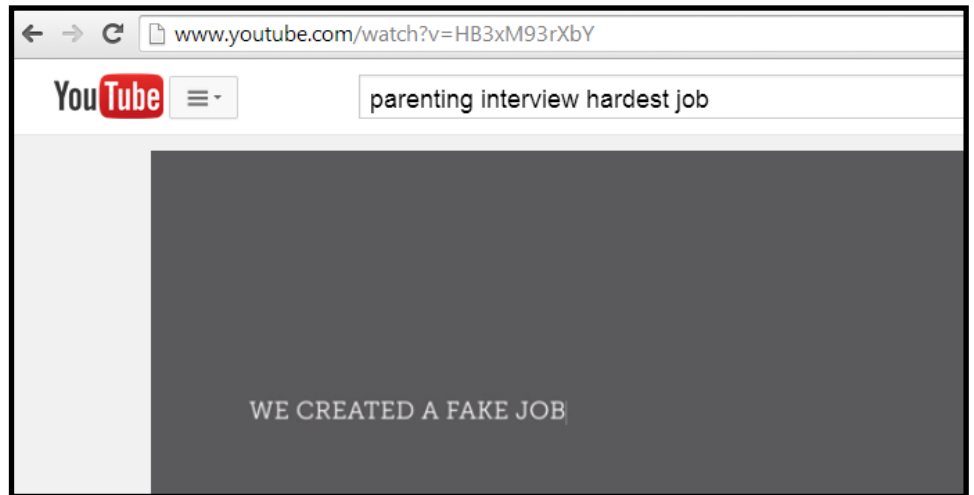 www.youtube.com/watch?v=HB3xM93rXbY
YouTube
parenting interview hardest job
WE CREATED A FAKE JOB